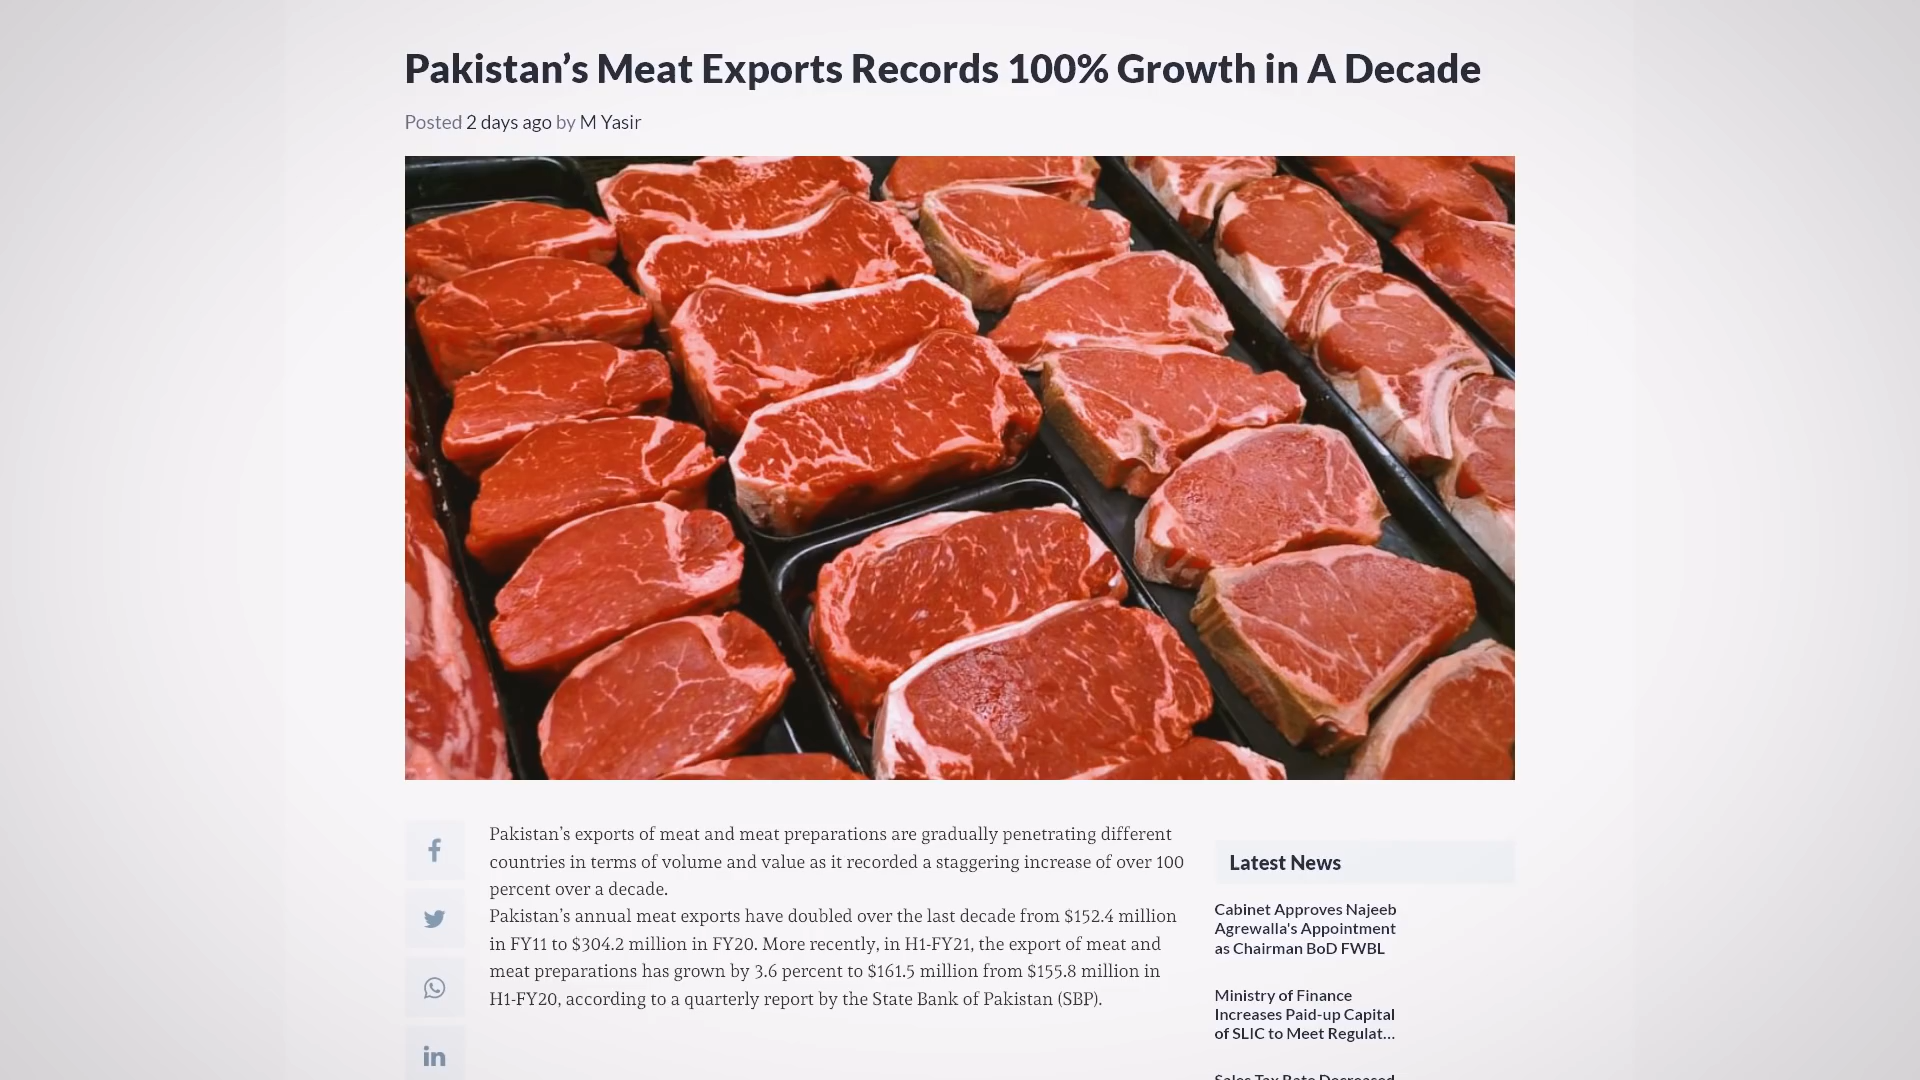 Pakistan’s Meat Exports Records 100% Growth in A Decade
Posted 2 days ago by M Yasir
Pakistan’s exports of meat and meat preparations are gradually penetrating different
countries in terms of volume and value as it recorded a staggering increase of over 100
percent over a decade.
Pakistan’s annual meat exports have doubled over the last decade from $152.4 million
in FY11 to $304.2 million in FY20. More recently, in H1-FY21, the export of meat and
meat preparations has grown by 3.6 percent to $161.5 million from $155.8 million in
H1-FY20, according to a quarterly report by the State Bank of Pakistan (SBP).
Latest News
Cabinet Approves Najeeb
Agrewalla's Appointment
as Chairman BoD FWBL
Ministry of Finance
Increases Paid-up Capital
of SLIC to Meet Regulat...
Sales Tax Rate Decreased